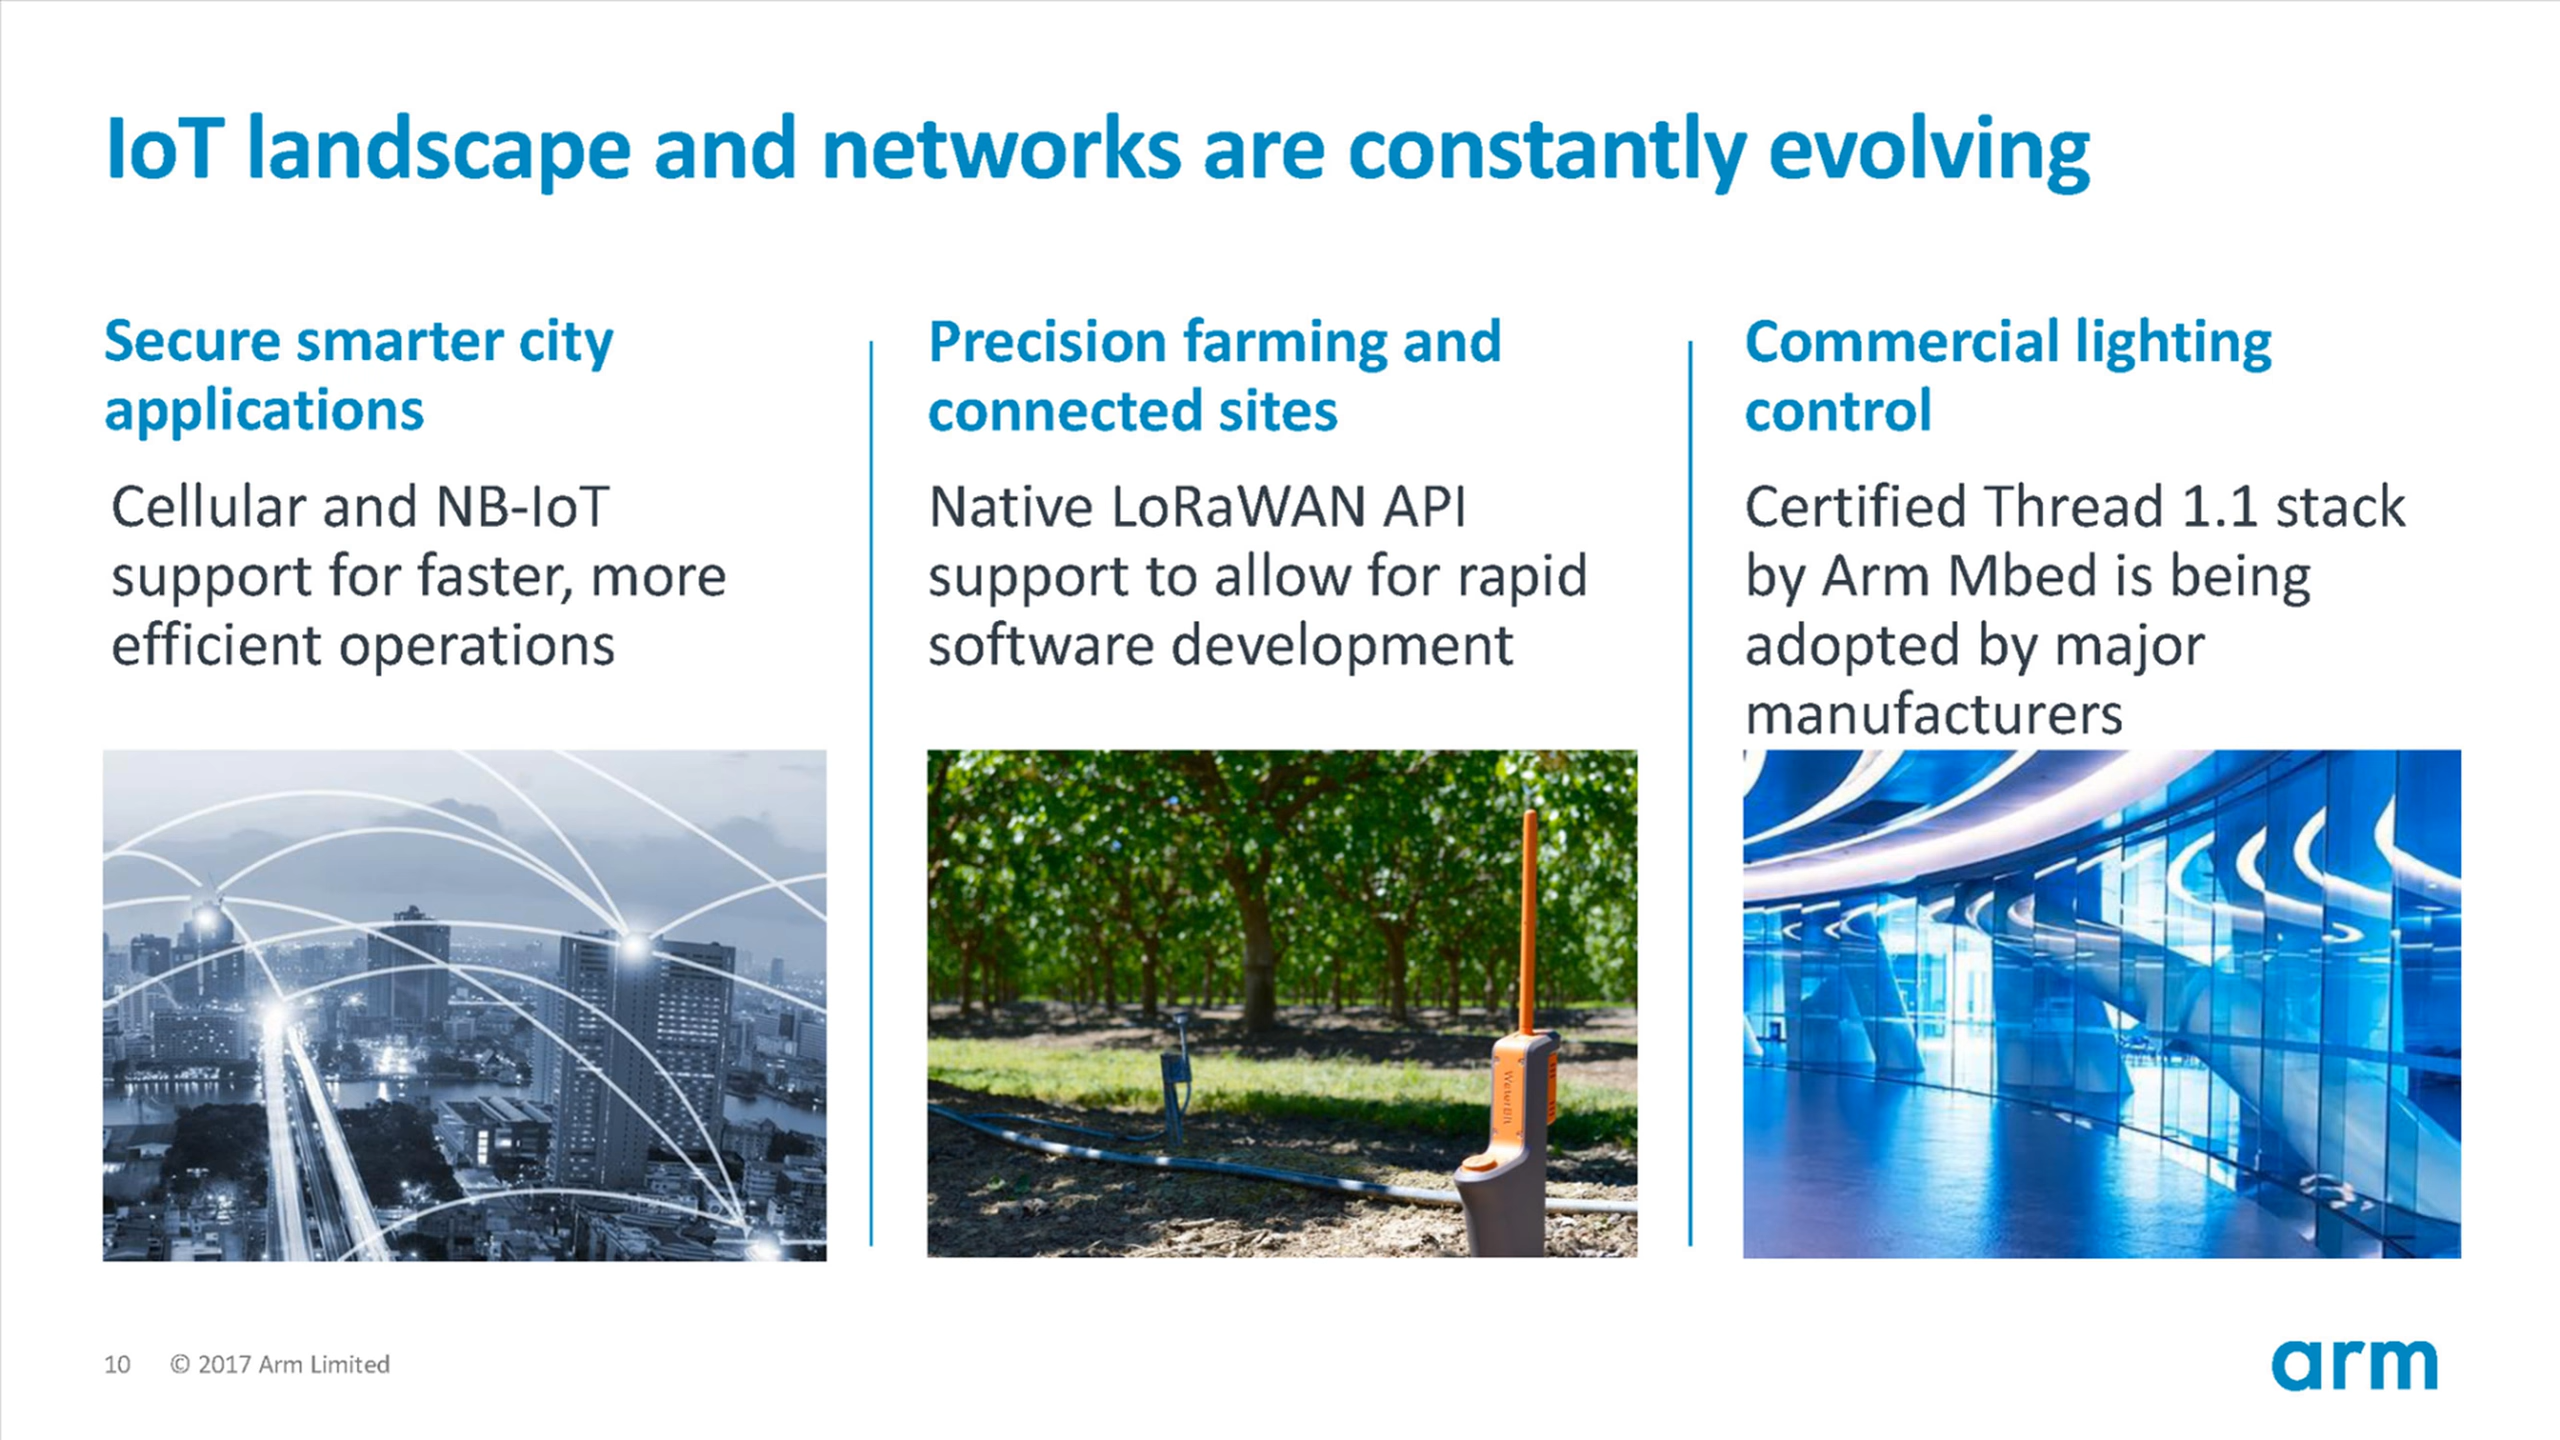 IoT landscape and networks are constantly evolving
Secure smarter city
applications
Cellular and NB-IoT
support for faster, more
efficient operations
Precision farming and
connected sites
Native LoRaWAN API
support to allow for rapid
software development
WaterBit
Commercial lighting
control
Certified Thread 1.1 stack
by Arm Mbed is being
adopted by major
manufacturers
10 © 2017 Arm Limited
arm